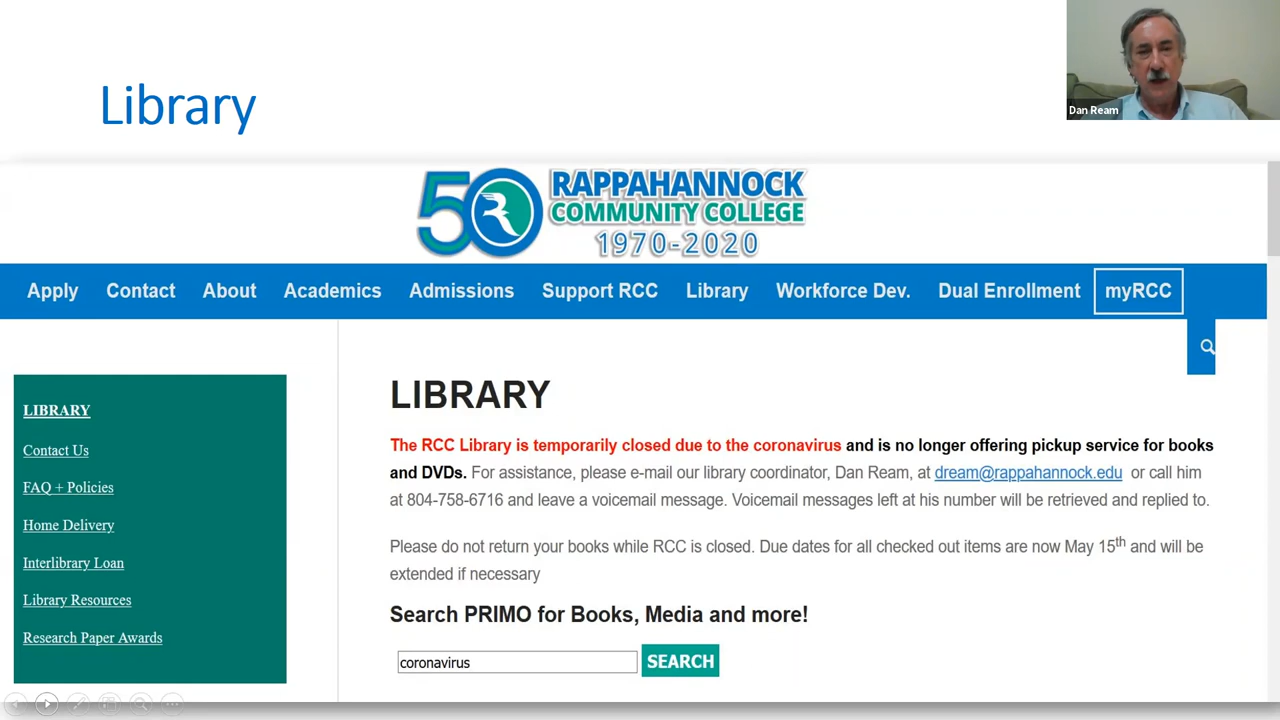 Library
Dan Ream
50 RAPPAHANNOCK
COMMUNITY COLLEGE
1970-2020
Apply Contact About Academics Admissions Support RCC Library Workforce Dev. Dual Enrollment myRCC
LIBRARY
Contact Us
FAQ + Policies
Home Delivery
Interlibrary Loan
Library Resources
Research Paper Awards
LIBRARY
The RCC Library is temporarily closed due to the coronavirus and is no longer offering pickup service for books
and DVDs. For assistance, please e-mail our library coordinator, Dan Ream, at dream@rappahannock.edu or call him
at 804-758-6716 and leave a voicemail message. Voicemail messages left at his number will be retrieved and replied to.
Please do not return your books while RCC is closed. Due dates for all checked out items are now May 15th and will be
extended if necessary
Search PRIMO for Books, Media and more!
coronavirus SEARCH